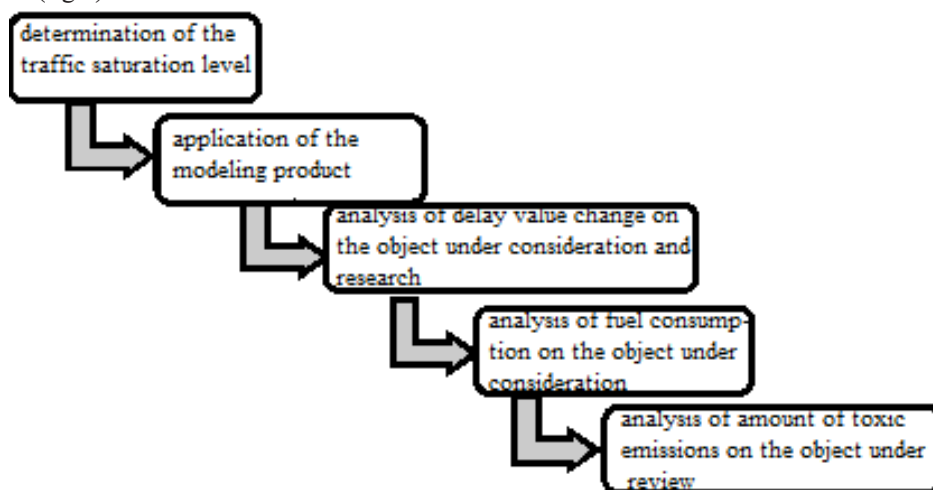 determination of the
traffic saturation level
application of the
modeling product
analysis of delay value change on
the object under consideration and
research
analysis of fuel consump-
tion on the object under
consideration
analysis of amount of toxic
emissions on the object under
review